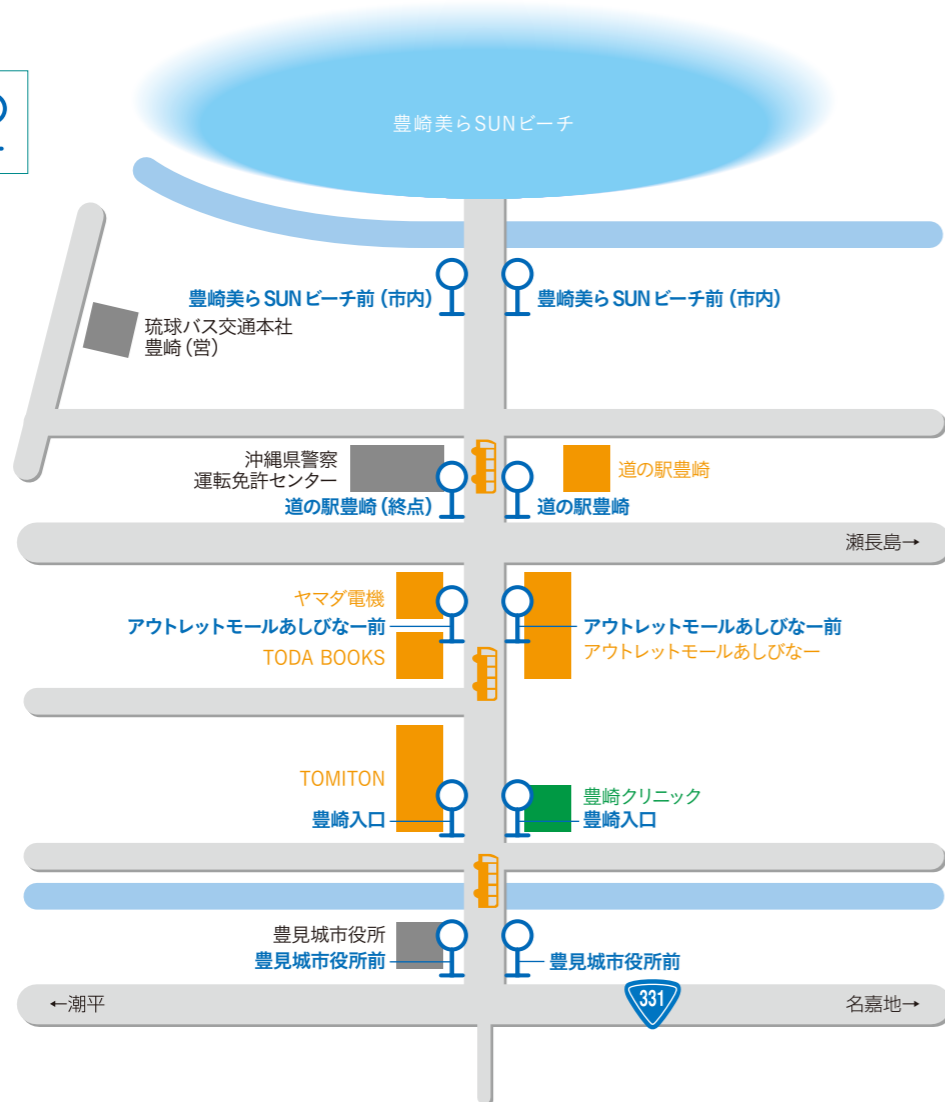 豊崎美らSUNビーチ
豊崎美らSUNビーチ前（市内）
豊崎美らSUNビーチ前（市内）
琉球バス交通本社
豊崎（営）
沖縄県警察
運転免許センター
道の駅豊崎
道の駅豊崎（終点）
道の駅豊崎
瀬長島→
ヤマダ電機
アウトレットモールあしびなー前
アウトレットモールあしびなー前
TODA BOOKS
アウトレットモールあしびなー
TOMITON
豊崎クリニック
豊崎入口
豊崎入口
豊見城市役所
豊見城市役所前
豊見城市役所前
←潮平
331
名嘉地→